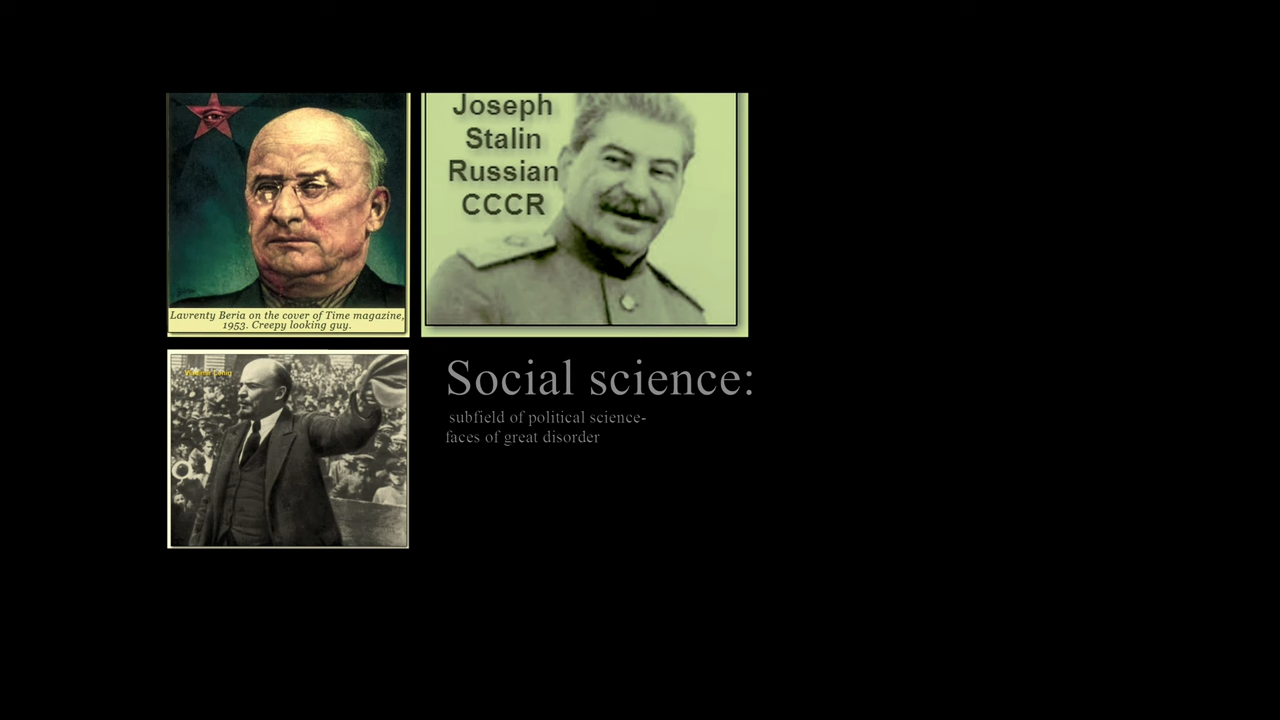 Joseph
Stalin
Russian
CCCR
Lavrenty Beria on the cover of Time magazine,
1953. Creepy looking guy.
Social science:
subfield of political science-
faces of great disorder